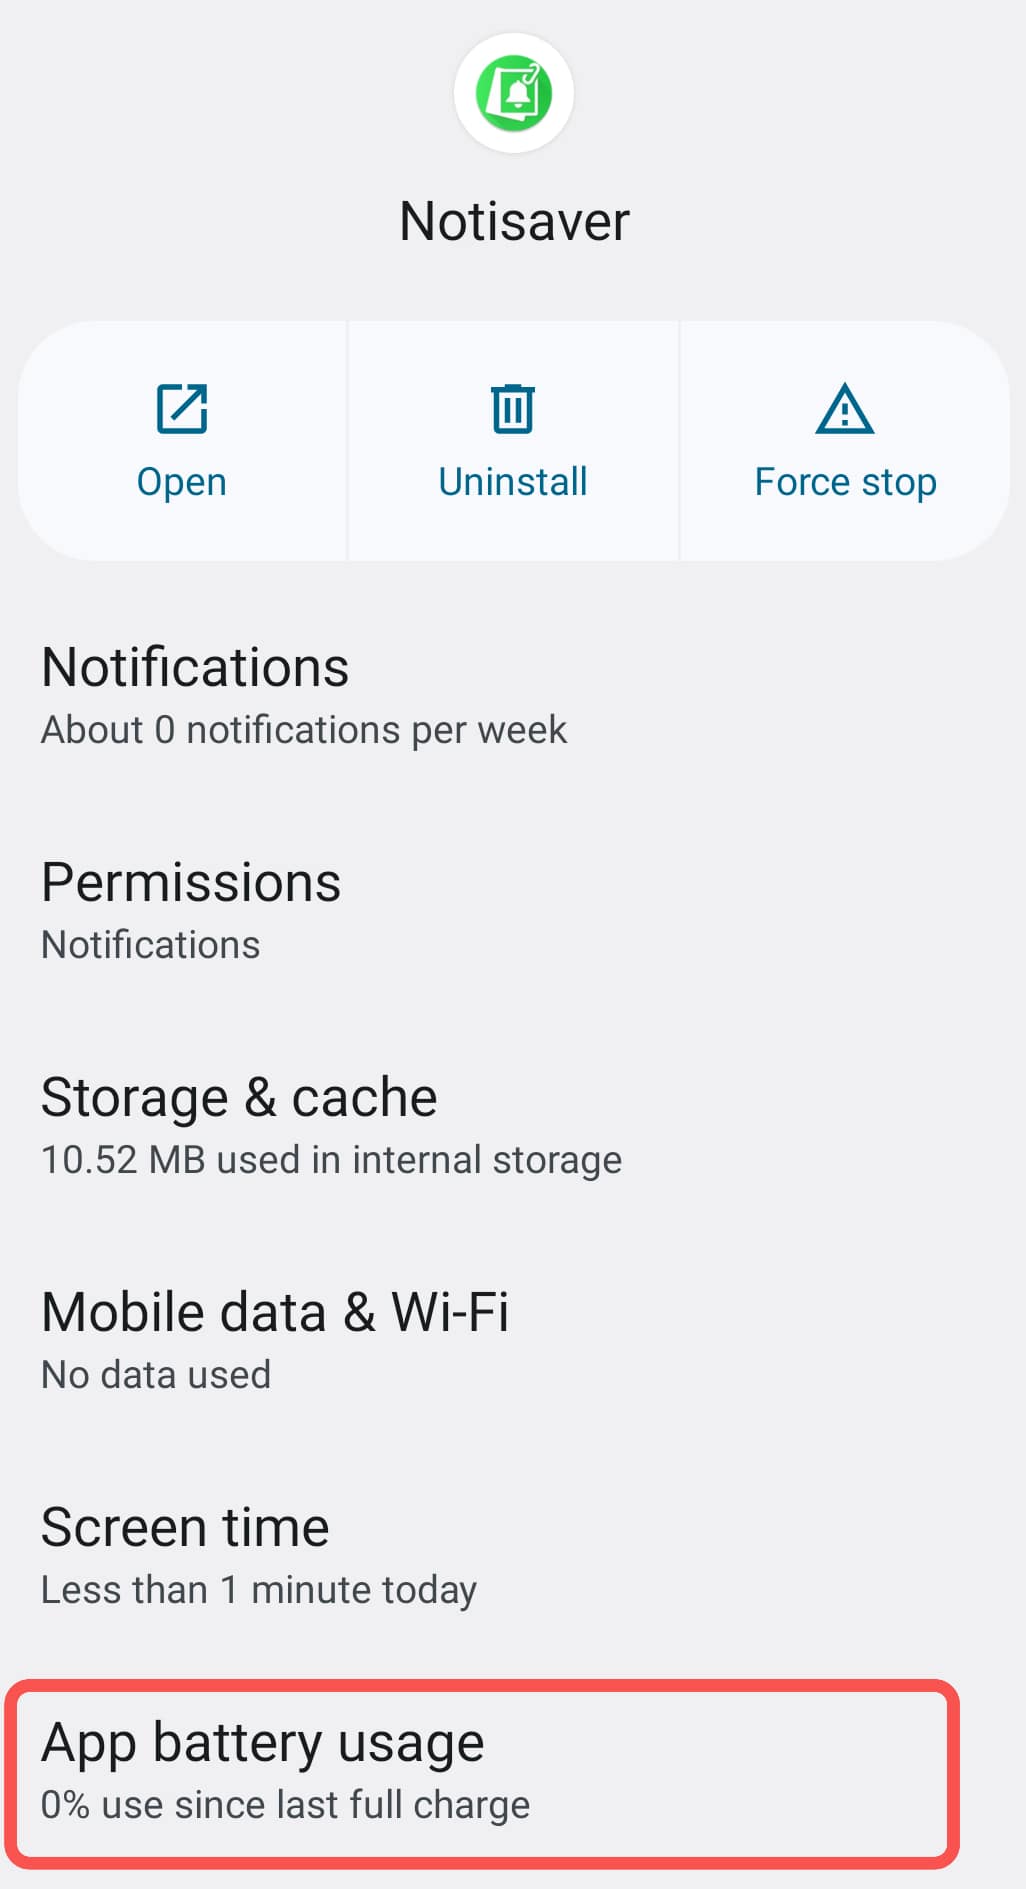 Notisaver
Open
Uninstall
Force stop
Notifications
About 0 notifications per week
Permissions
Notifications
Storage & cache
10.52 MB used in internal storage
Mobile data & Wi-Fi
No data used
Screen time
Less than 1 minute today
App battery usage
0% use since last full charge